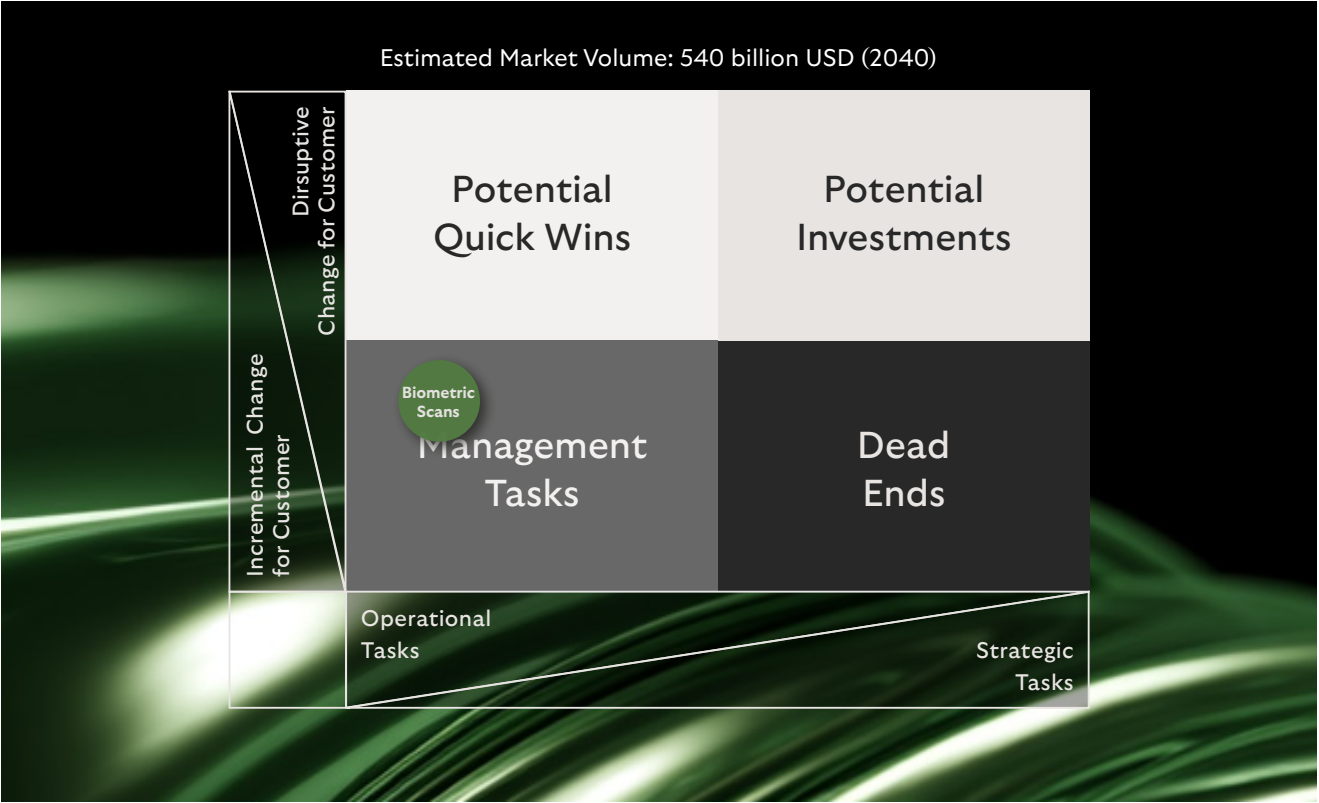 Estimated Market Volume: 540 billion USD (2040)
Dirsuptive
Change for Customer
Potential
Quick Wins
Potential
Investments
Incremental Change
for Customer
Biometric
Scans
Management
Tasks
Dead
Ends
Operational
Tasks
Strategic
Tasks